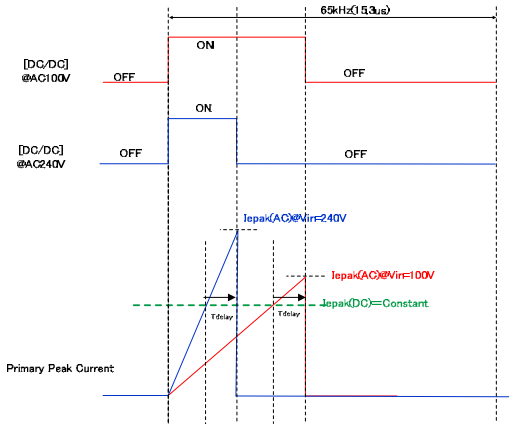 65kHz(15.3us)
[DC/DC]
@AC100V
OFF
ON
OFF
[DC/DC]
@AC240V
OFF
ON
OFF
Iepak(AC)@Vin=240V
Iepak(AC)@Vin=100V
Iepak(DC)=Constant
Tdelay
Tdelay
Primary Peak Current